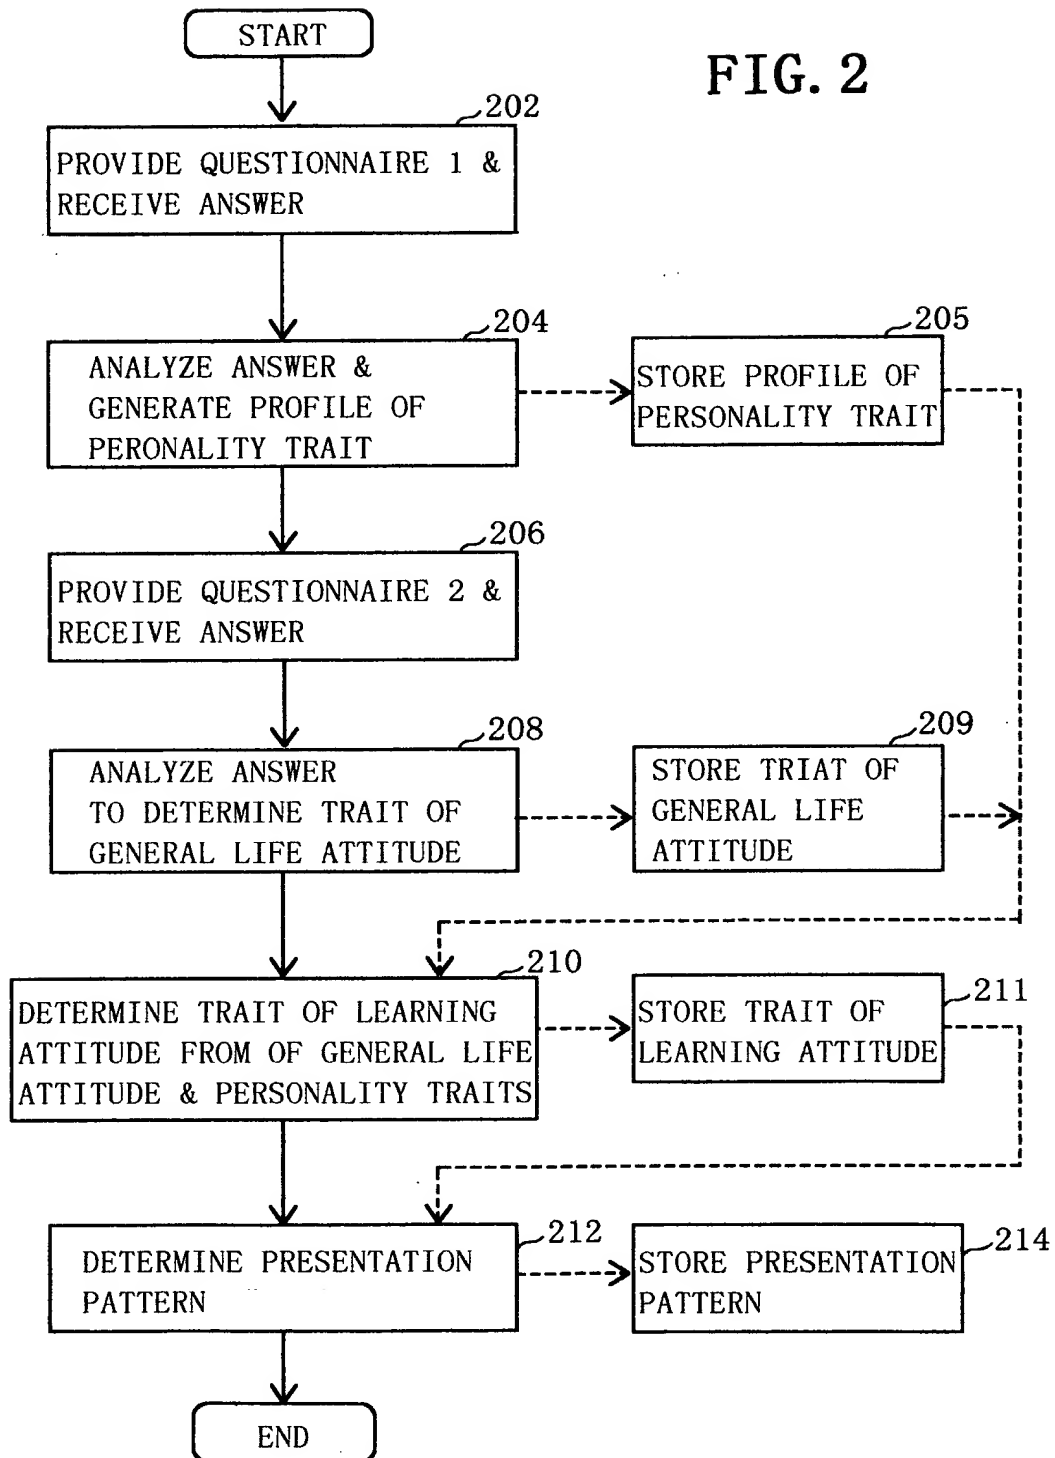 START
FIG. 2
202
PROVIDE QUESTIONNAIRE 1 &
RECEIVE ANSWER
204
ANALYZE ANSWER &
GENERATE PROFILE OF
PERONALITY TRAIT
205
STORE PROFILE OF
PERSONALITY TRAIT
206
PROVIDE QUESTIONNAIRE 2 &
RECEIVE ANSWER
208
ANALYZE ANSWER
TO DETERMINE TRAIT OF
GENERAL LIFE ATTITUDE
209
STORE TRIAT OF
GENERAL LIFE
ATTITUDE
210
DETERMINE TRAIT OF LEARNING
ATTITUDE FROM OF GENERAL LIFE
ATTITUDE & PERSONALITY TRAITS
211
STORE TRAIT OF
LEARNING ATTITUDE
212
DETERMINE PRESENTATION
PATTERN
214
STORE PRESENTATION
PATTERN
END